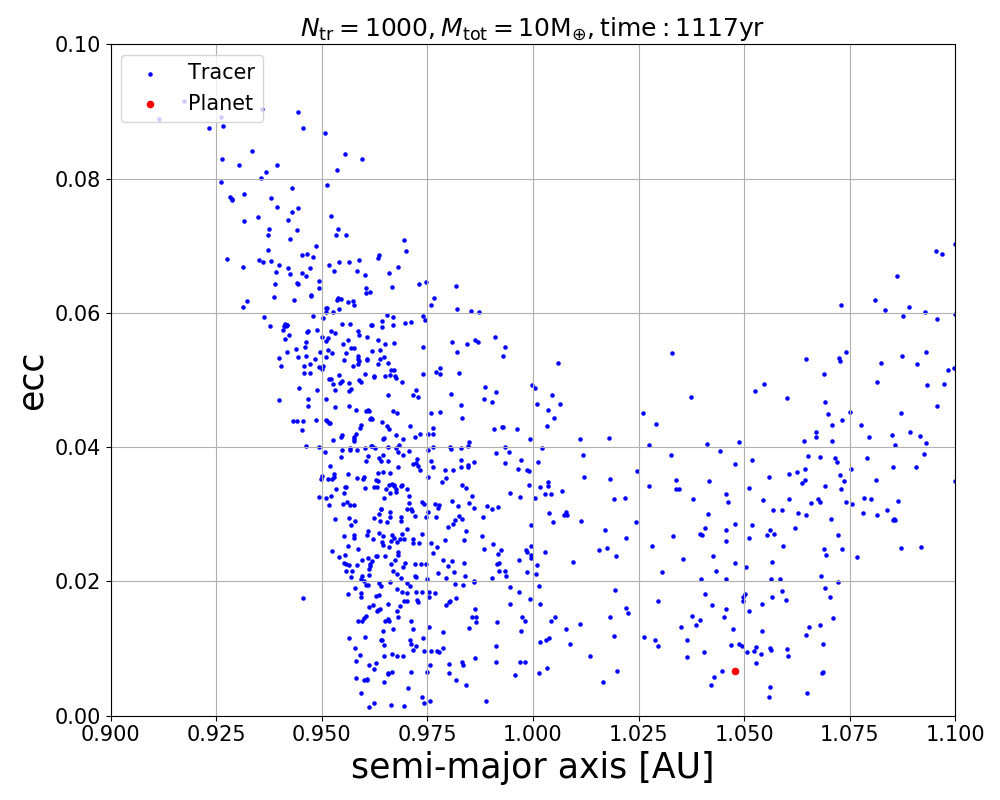 N_tr = 1000, M_tot = 10M_⊕, time : 1117yr
Tracer
Planet
ecc
0.10
0.08
0.06
0.04
0.02
0.00
0.900 0.925 0.950 0.975 1.000 1.025 1.050 1.075 1.100
semi-major axis [AU]